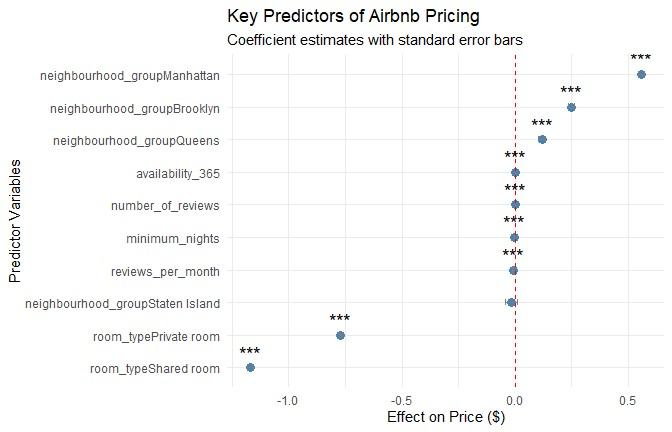 Key Predictors of Airbnb Pricing
Coefficient estimates with standard error bars
Predictor Variables
neighbourhood_groupManhattan
***
neighbourhood_groupBrooklyn
***
neighbourhood_groupQueens
***
availability_365
***
number_of_reviews
***
minimum_nights
***
reviews_per_month
***
neighbourhood_groupStaten Island
room_typePrivate room
***
room_typeShared room
***
-1.0
-0.5
0.0
0.5
Effect on Price ($)